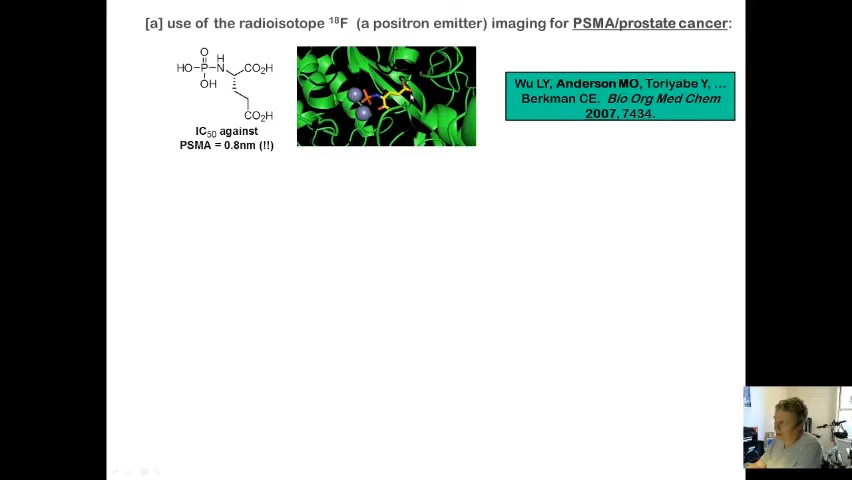 [a] use of the radioisotope 18F (a positron emitter) imaging for PSMA/prostate cancer:
O
HO P N H CO2H
OH
CO2H
IC50 against
PSMA = 0.8nm (!!)
Wu LY, Anderson MO, Toriyabe Y, …
Berkman CE. Bio Org Med Chem
2007, 7434.